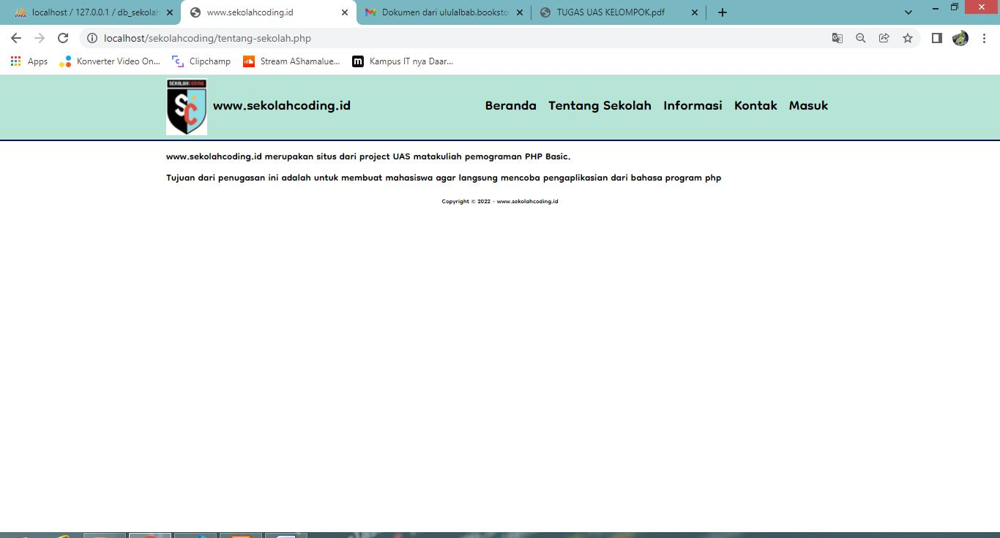 localhost / 127.0.0.1 / db_sekolah
www.sekolahcoding.id
Dokumen dari ululalbab.booksto
TUGAS UAS KELOMPOK.pdf
localhost/sekolahcoding/tentang-sekolah.php
Apps
Konverter Video On...
Clipchamp
Stream AShamalue...
m
Kampus IT nya Daar...
SEKOLAHCODING
SC
www.sekolahcoding.id
Beranda Tentang Sekolah Informasi Kontak Masuk
www.sekolahcoding.id merupakan situs dari project UAS matakuliah pemograman PHP Basic.
Tujuan dari penugasan ini adalah untuk membuat mahasiswa agar langsung mencoba pengaplikasian dari bahasa program php
Copyright © 2022 - www.sekolahcoding.id